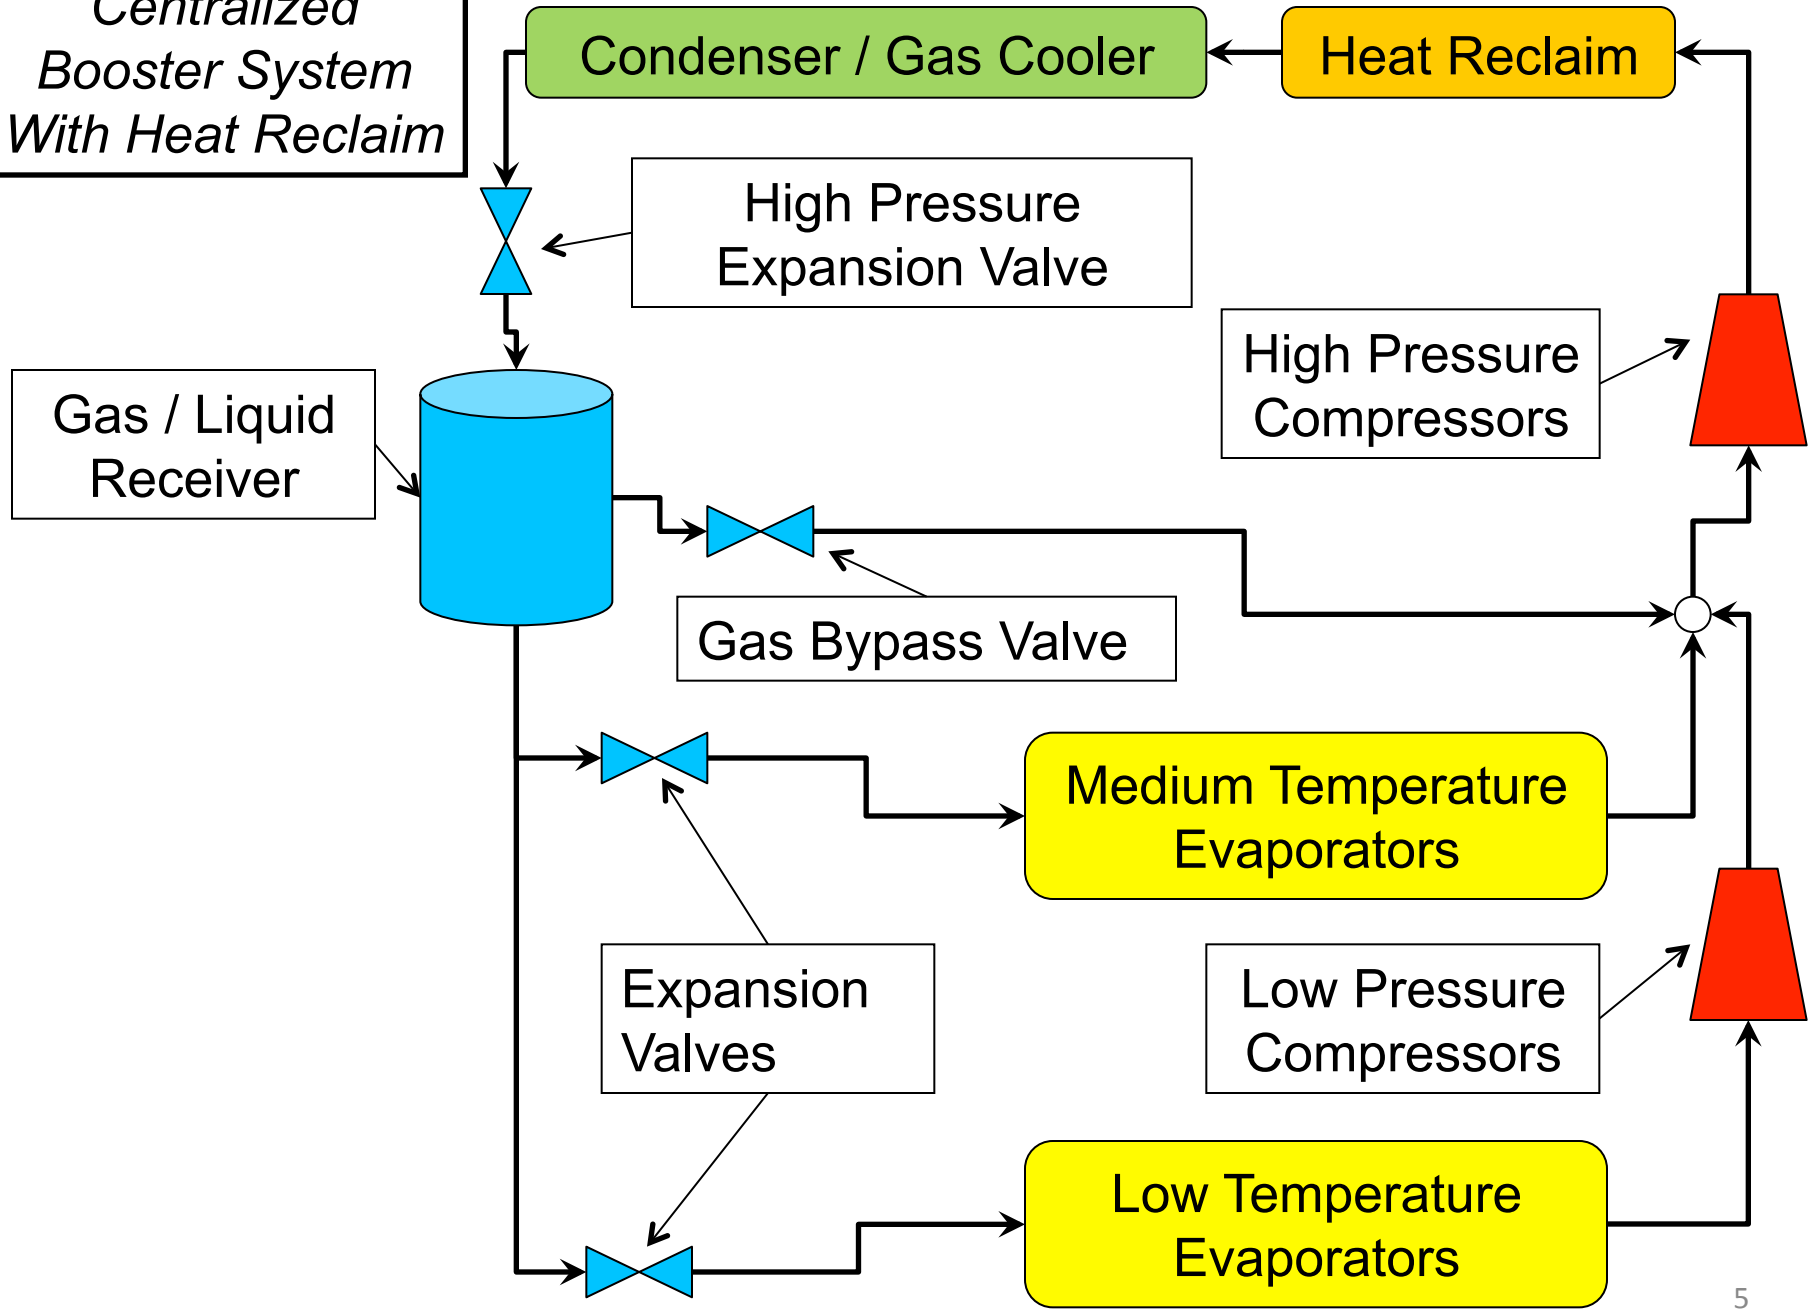 Centralized
Booster System
With Heat Reclaim
Condenser / Gas Cooler
Heat Reclaim
High Pressure
Expansion Valve
High Pressure
Compressors
Gas / Liquid
Receiver
Gas Bypass Valve
Medium Temperature
Evaporators
Expansion
Valves
Low Pressure
Compressors
Low Temperature
Evaporators
5